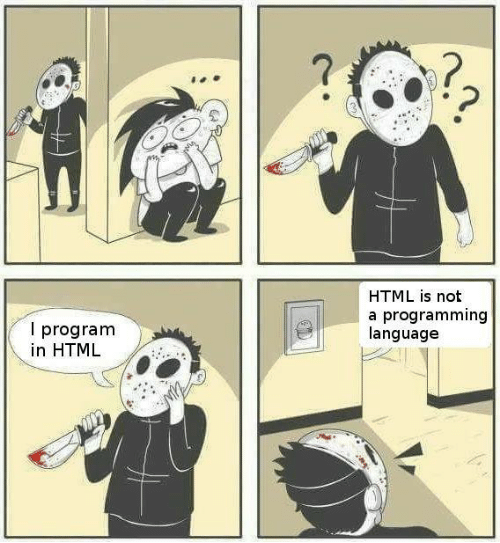 ...
? ? ?
I program
in HTML
HTML is not
a programming
language